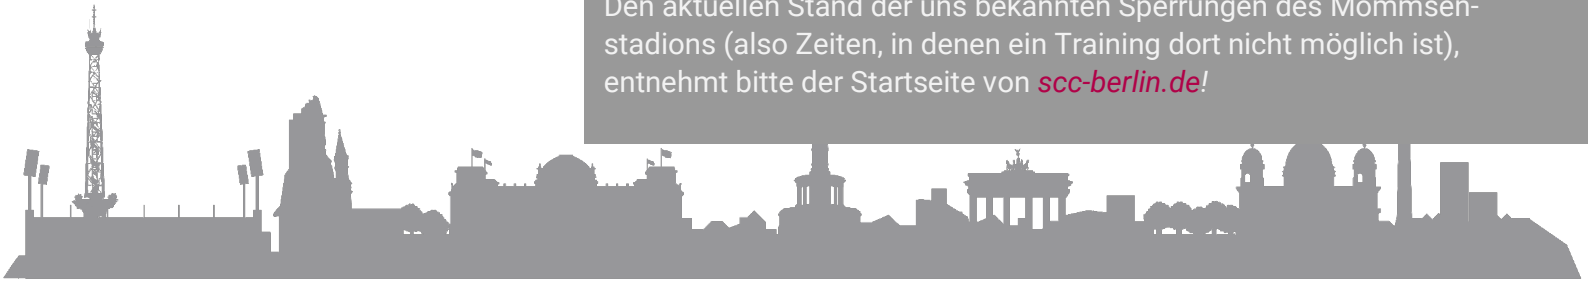 Den aktuellen Stand der uns bekannten Sperrungen des Mommsen-
stadions (also Zeiten, in denen ein Training dort nicht möglich ist),
entnehmt bitte der Startseite von scc-berlin.de!